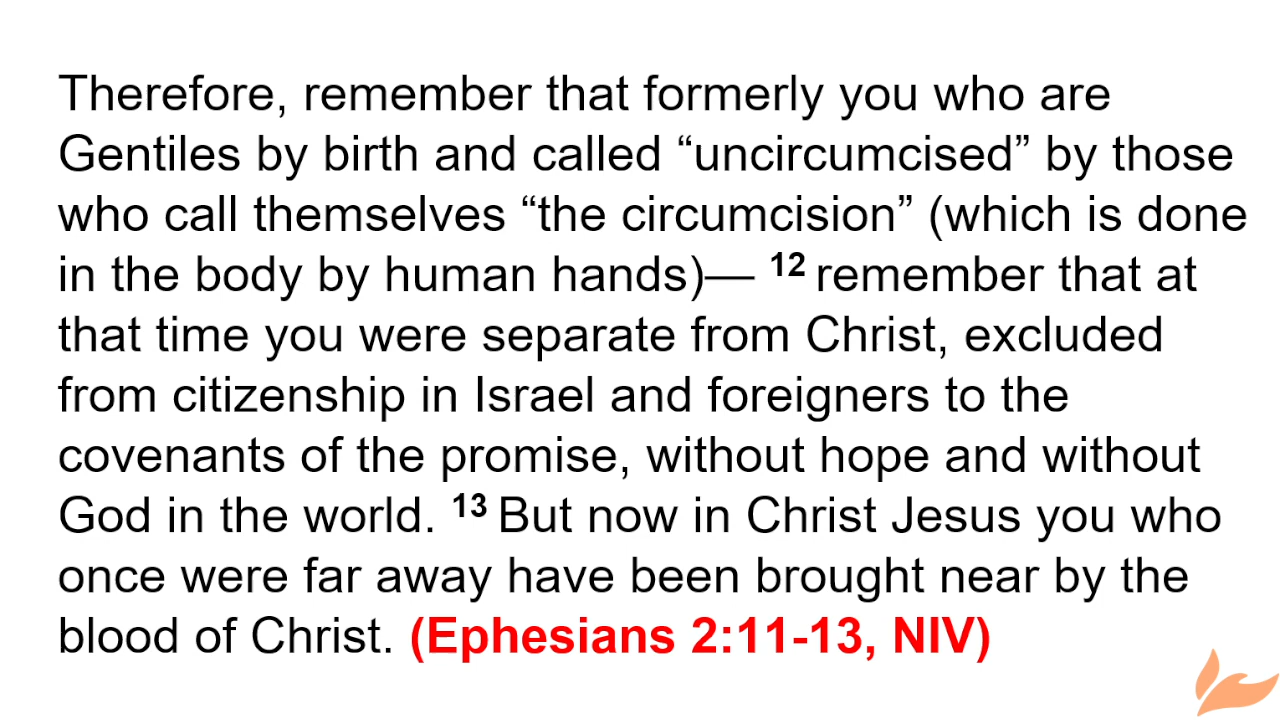 Therefore, remember that formerly you who are
Gentiles by birth and called “uncircumcised” by those
who call themselves “the circumcision” (which is done
in the body by human hands)— 12 remember that at
that time you were separate from Christ, excluded
from citizenship in Israel and foreigners to the
covenants of the promise, without hope and without
God in the world. 13 But now in Christ Jesus you who
once were far away have been brought near by the
blood of Christ. (Ephesians 2:11-13, NIV)